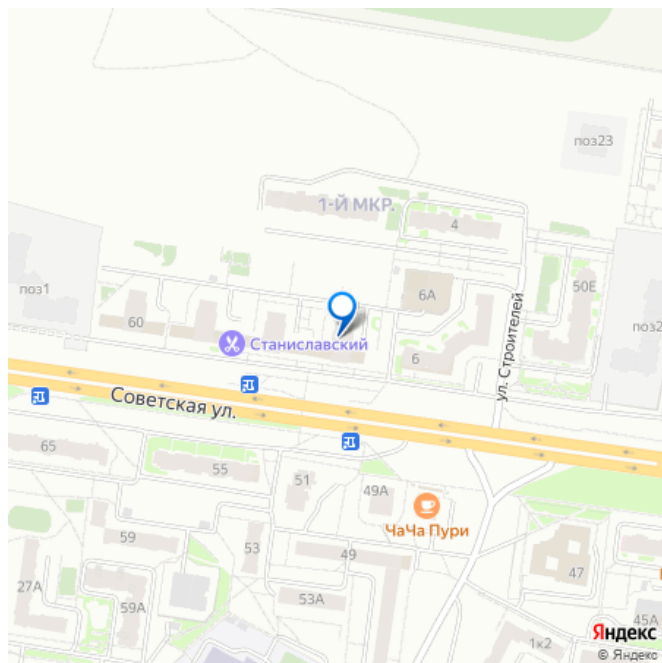 поз23
1-Й МКР.
4
поз1
6А
50Е
60
Станиславский
6
поз2
ул. Строителей
Советская ул.
65
55
51
49А
ЧаЧа Пури
59
53
49
47
27А
59А
53А
1к2
45А
Яндекс
© Яндекс